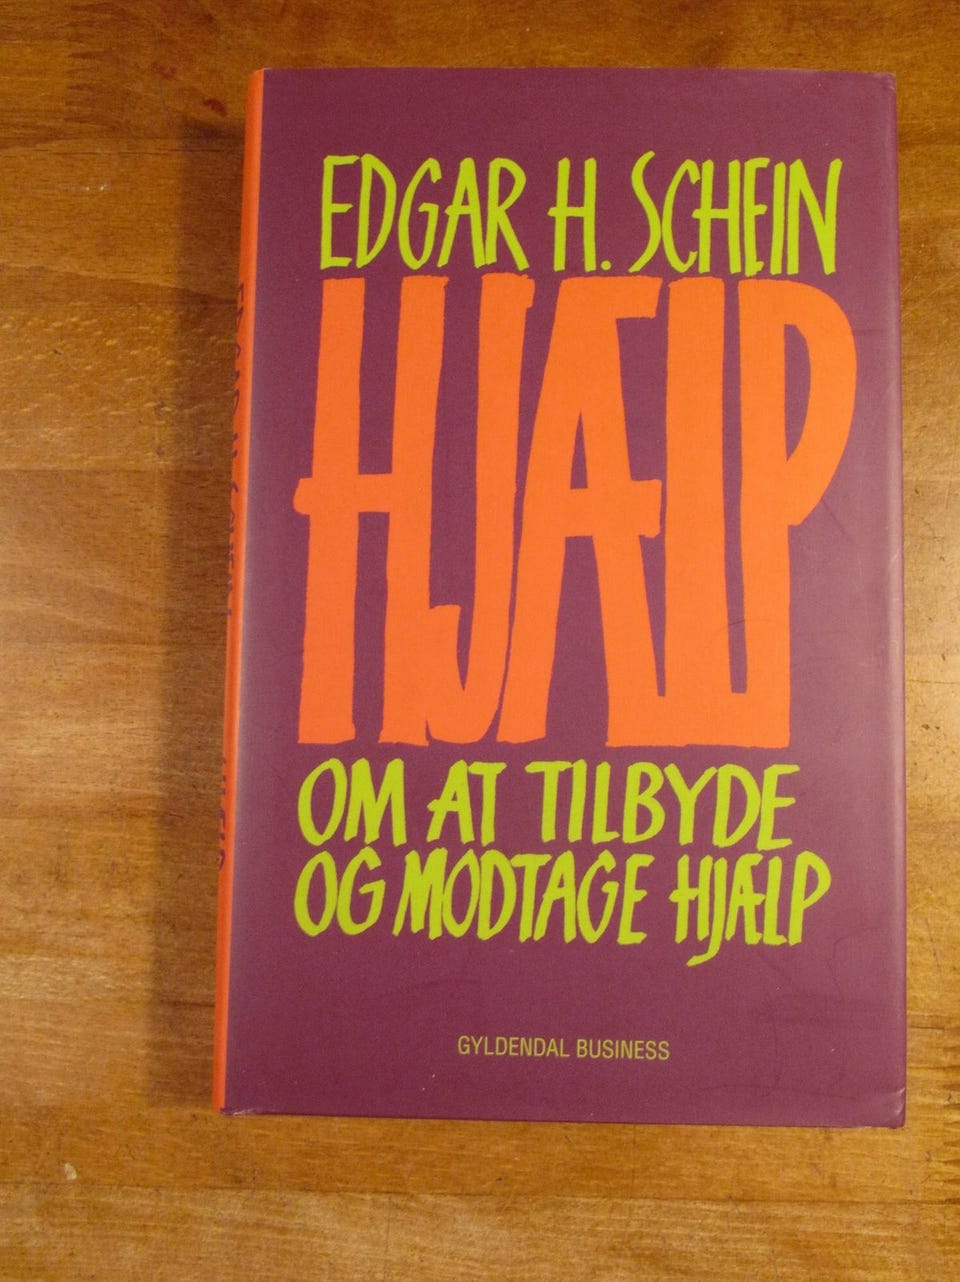 EDGAR H. SCHEIN
HJÆLP
OM AT TILBYDE
OG MODTAGE HJÆLP
GYLDENDAL BUSINESS